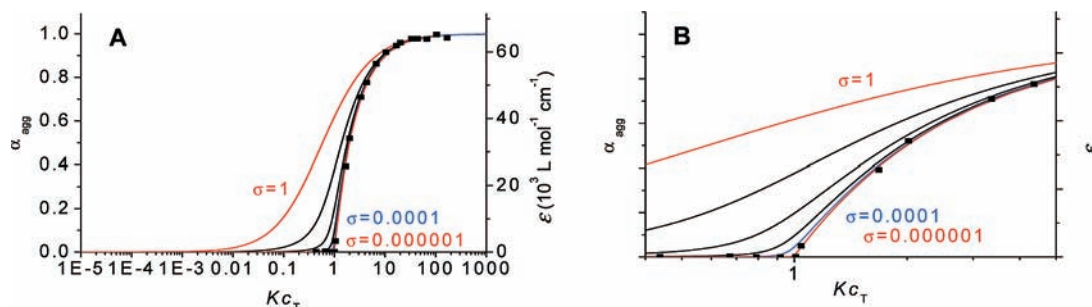 A
1.0
0.8
0.6
0.4
0.2
0.0
α agg
σ=1
σ=0.0001
σ=0.000001
60
40
20
0
ε (10³ L mol⁻¹ cm⁻¹)
1E-5 1E-4 1E-3 0.01 0.1 1 10 100 1000
Kc_T
B
α agg
σ=1
σ=0.0001
σ=0.000001
1
Kc_T
ε